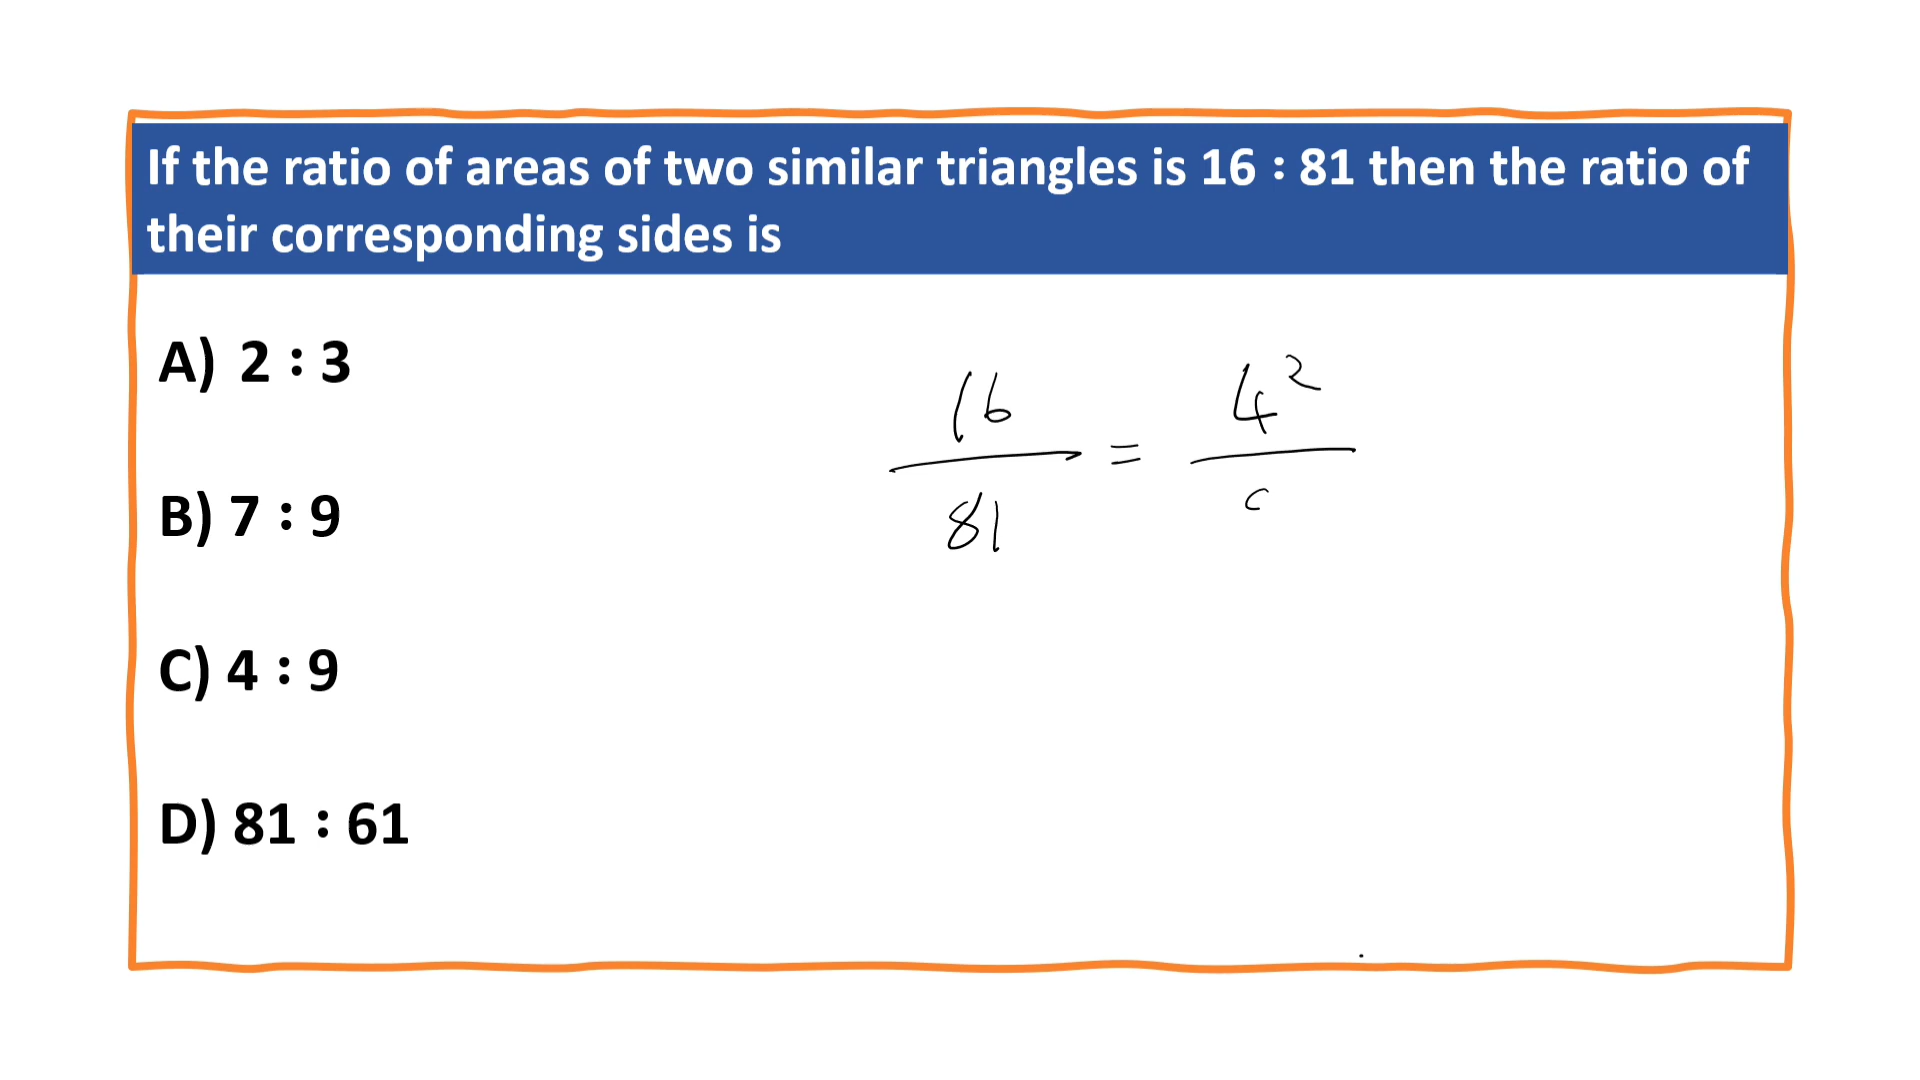 If the ratio of areas of two similar triangles is 16 : 81 then the ratio of
their corresponding sides is
A) 2 : 3
B) 7 : 9
C) 4 : 9
D) 81 : 61
16/81 = 4²/